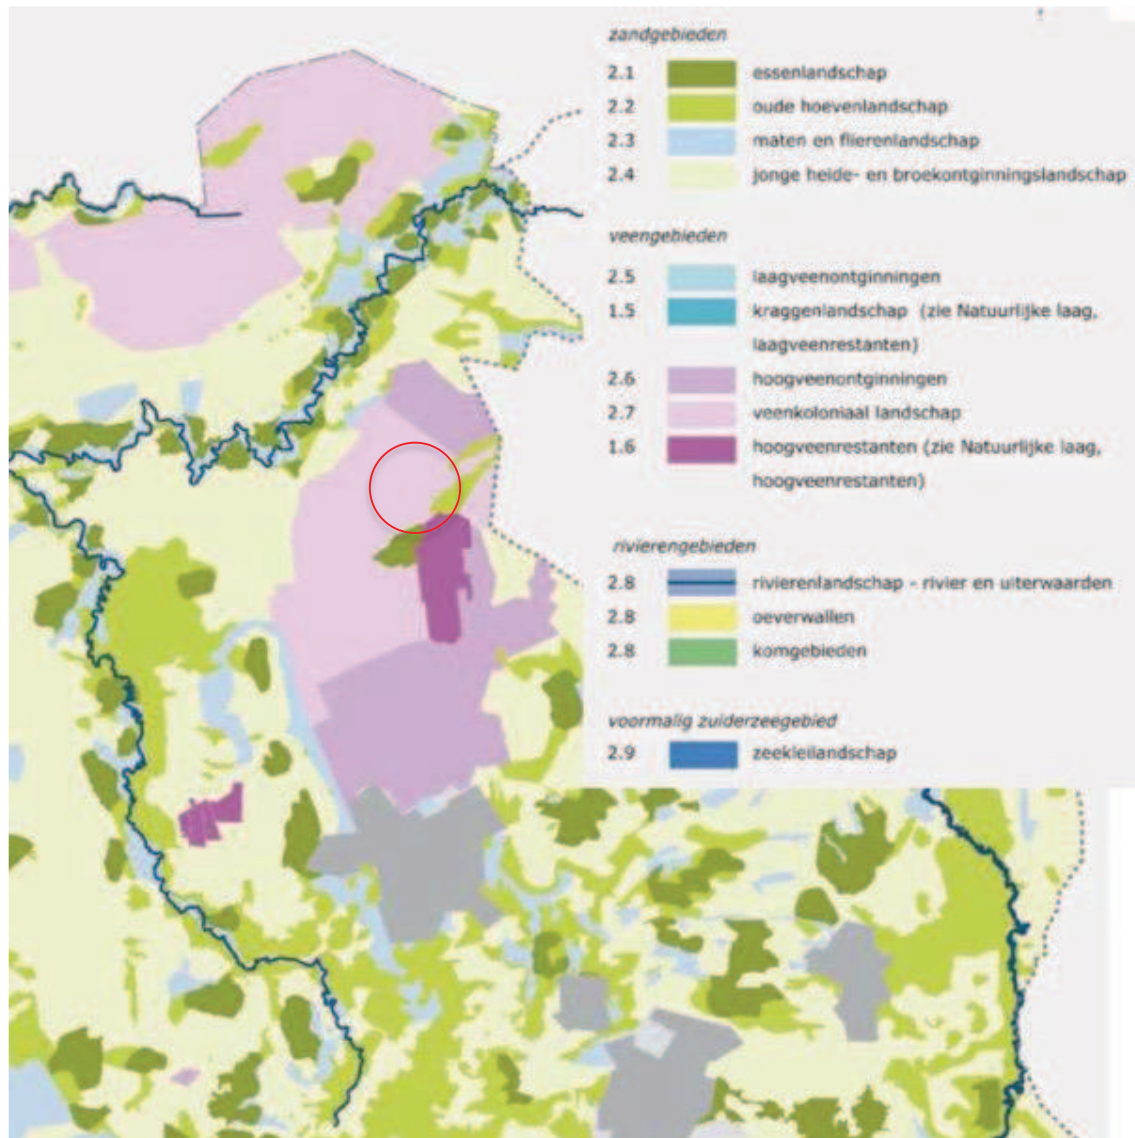 zandgebieden
2.1 essenlandschap
2.2 oude hoevenlandschap
2.3 maten en flierenlandschap
2.4 jonge heide- en broekontginningslandschap
veengebieden
2.5 laagveenontginningen
1.5 kraggenlandschap (zie Natuurlijke laag,
laagveenrestanten)
2.6 hoogveenontginningen
2.7 veenkoloniaal landschap
1.6 hoogveenrestanten (zie Natuurlijke laag,
hoogveenrestanten)
rivierengebieden
2.8 rivierenlandschap - rivier en uiterwaarden
2.8 oeverwallen
2.8 komgebieden
voormalig zuiderzeegebied
2.9 zeekleilandschap